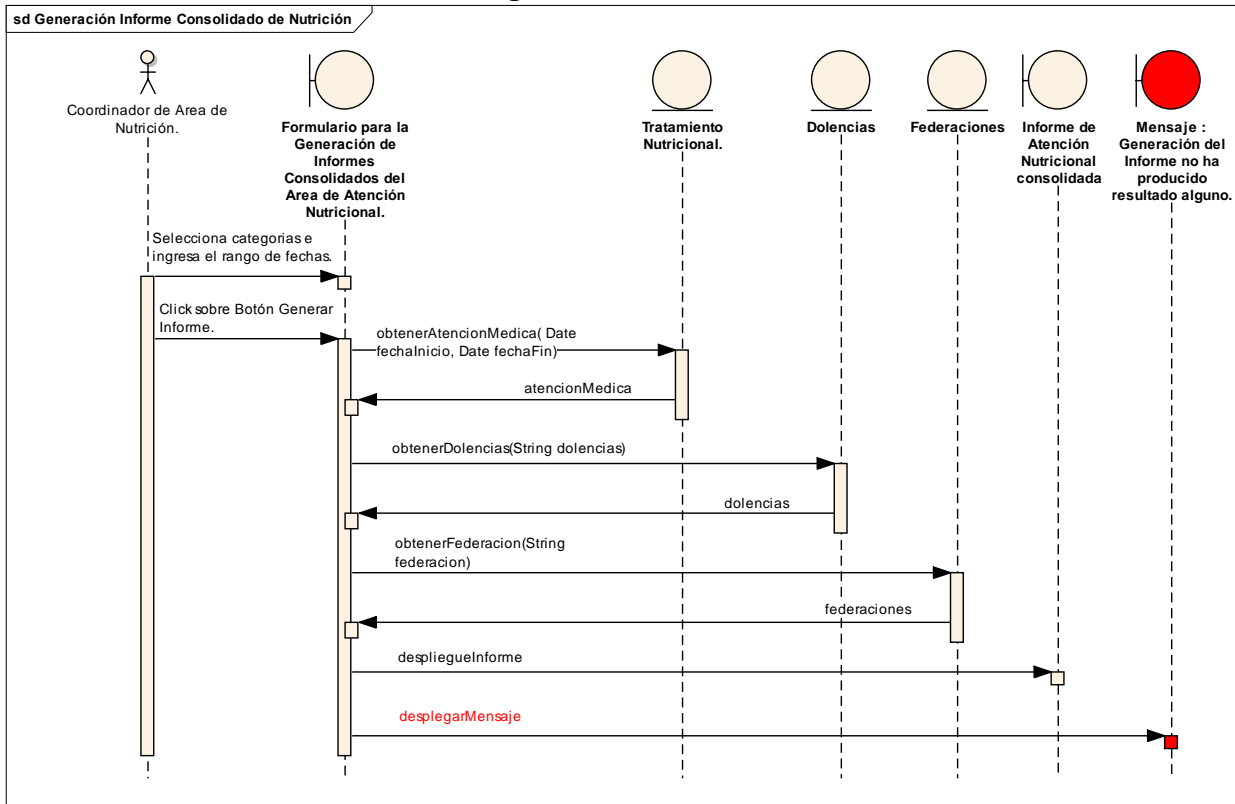 sd Generación Informe Consolidado de Nutrición
Coordinador de Area de
Nutrición.
Formulario para la
Generación de
Informes
Consolidados del
Area de Atención
Nutricional.
Tratamiento
Nutricional.
Dolencias
Federaciones
Informe de
Atención
Nutricional
consolidada
Mensaje :
Generación del
Informe no ha
producido
resultado alguno.
Selecciona categorias e
ingresa el rango de fechas.
Click sobre Botón Generar
Informe.
obtenerAtencionMedica( Date
fechaInicio, Date fechaFin)
atencionMedica
obtenerDolencias(String dolencias)
dolencias
obtenerFederacion(String
federacion)
federaciones
despliegueInforme
desplegarMensaje